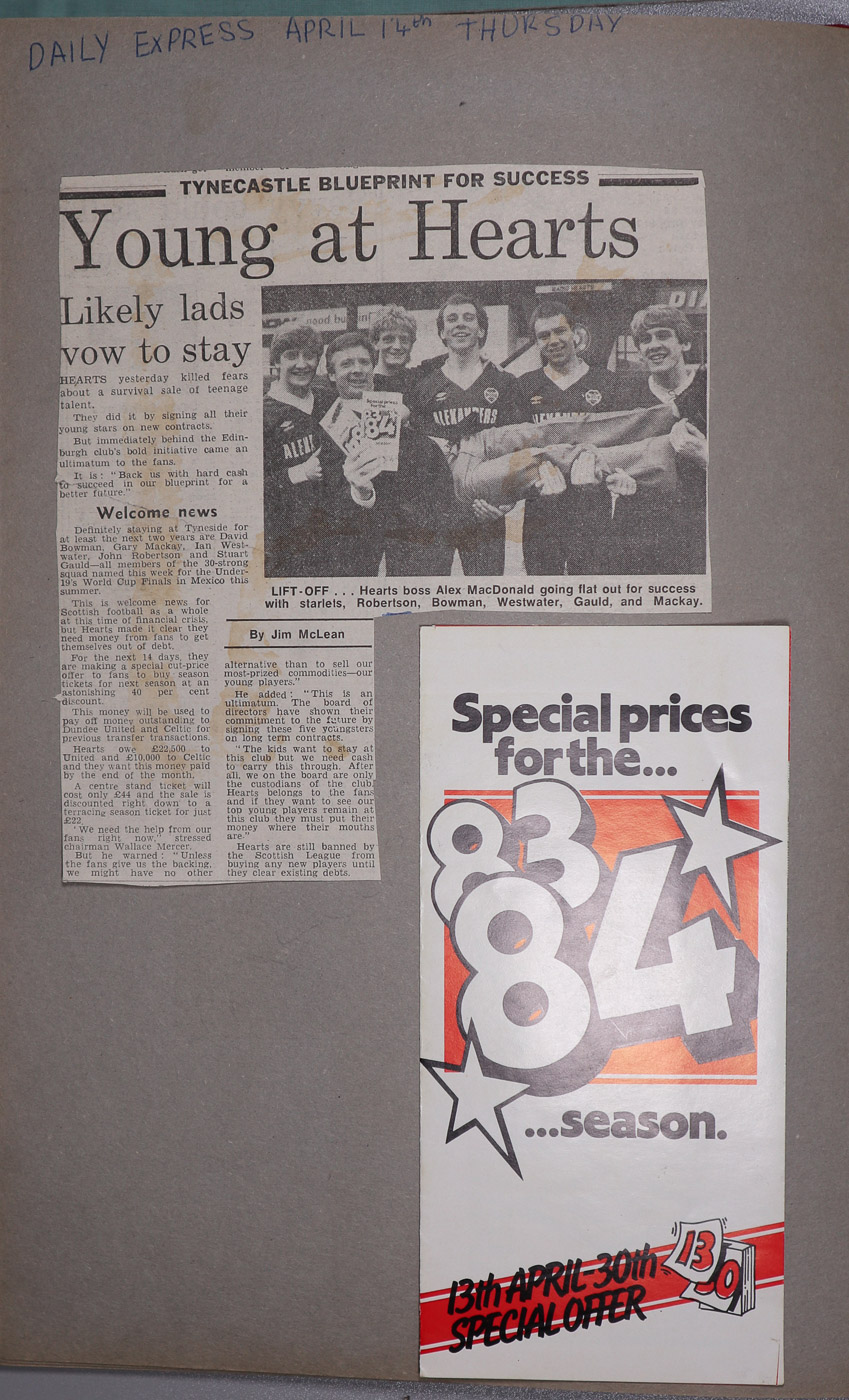 DAILY EXPRESS APRIL 14th THURSDAY
TYNECASTLE BLUEPRINT FOR SUCCESS
Young at Hearts
Likely lads
vow to stay
HEARTS yesterday killed fears
about a survival sale of teenage
talent.
They did it by signing all their
young stars on new contracts.
But immediately behind the Edin-
burgh club's bold initiative came an
ultimatum to the fans.
It is: "Back us with hard cash
to succeed in our blueprint for a
better future."
Welcome news
Definitely staying at Tyneside for
at least the next two years are David
Bowman, Gary Mackay, Ian West-
water, John Robertson and Stuart
Gauld—all members of the 30-strong
squad named this week for the Under-
19's World Cup Finals in Mexico this
summer.
This is welcome news for
Scottish football as a whole
at this time of financial crisis,
but Hearts made it clear they
need money from fans to get
themselves out of debt.
For the next 14 days, they
are making a special cut-price
offer to fans to buy season
tickets for next season at an
astonishing 40 per cent
discount.
This money will be used to
pay off money outstanding to
Dundee United and Celtic for
previous transfer transactions.
Hearts owe £22,500 to
United and £10,000 to Celtic
and they want this money paid
by the end of the month.
A centre stand ticket will
cost only £44 and the sale is
discounted right down to a
terracing season ticket for just
£22.
'We need the help from our
fans right now," stressed
chairman Wallace Mercer.
But he warned: "Unless
the fans give us the backing,
we might have no other
good bu
RADIO HEARTS
DIA
ALEXA
Special prices
for the...
83
84
ALEXANDERS
ALEXANDERS
LIFT-OFF . . . Hearts boss Alex MacDonald going flat out for success
with starlets, Robertson, Bowman, Westwater, Gauld, and Mackay.
By Jim McLean
alternative than to sell our
most-prized commodities—our
young players."
He added: "This is an
ultimatum. The board of
directors have shown their
commitment to the future by
signing these five youngsters
on long term contracts.
"The kids want to stay at
this club but we need cash
to carry this through. After
all, we on the board are only
the custodians of the club.
Hearts belongs to the fans
and if they want to see our
top young players remain at
this club they must put their
money where their mouths
are."
Hearts are still banned by
the Scottish League from
buying any new players until
they clear existing debts.
Special prices
for the...
83
84
...season.
13th APRIL-30th
SPECIAL OFFER
13
30